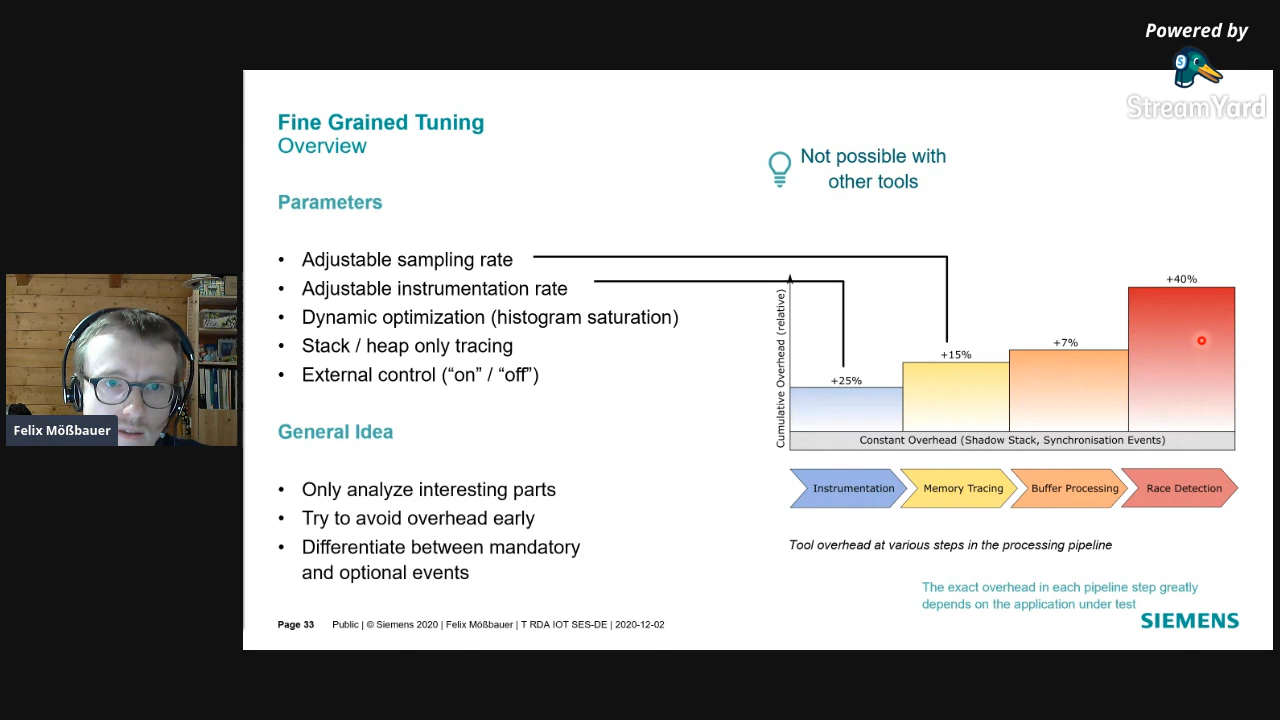 Powered by
StreamYard
Fine Grained Tuning
Overview
Not possible with
other tools
Parameters
• Adjustable sampling rate
• Adjustable instrumentation rate
• Dynamic optimization (histogram saturation)
• Stack / heap only tracing
• External control (“on” / “off”)
General Idea
• Only analyze interesting parts
• Try to avoid overhead early
• Differentiate between mandatory
and optional events
Cumulative Overhead (relative)
+25%
+15%
+7%
+40%
Constant Overhead (Shadow Stack, Synchronisation Events)
Instrumentation
Memory Tracing
Buffer Processing
Race Detection
Tool overhead at various steps in the processing pipeline
The exact overhead in each pipeline step greatly
depends on the application under test
SIEMENS
Page 33 Public | © Siemens 2020 | Felix Mößbauer | T RDA IOT SES-DE | 2020-12-02
Felix Mößbauer